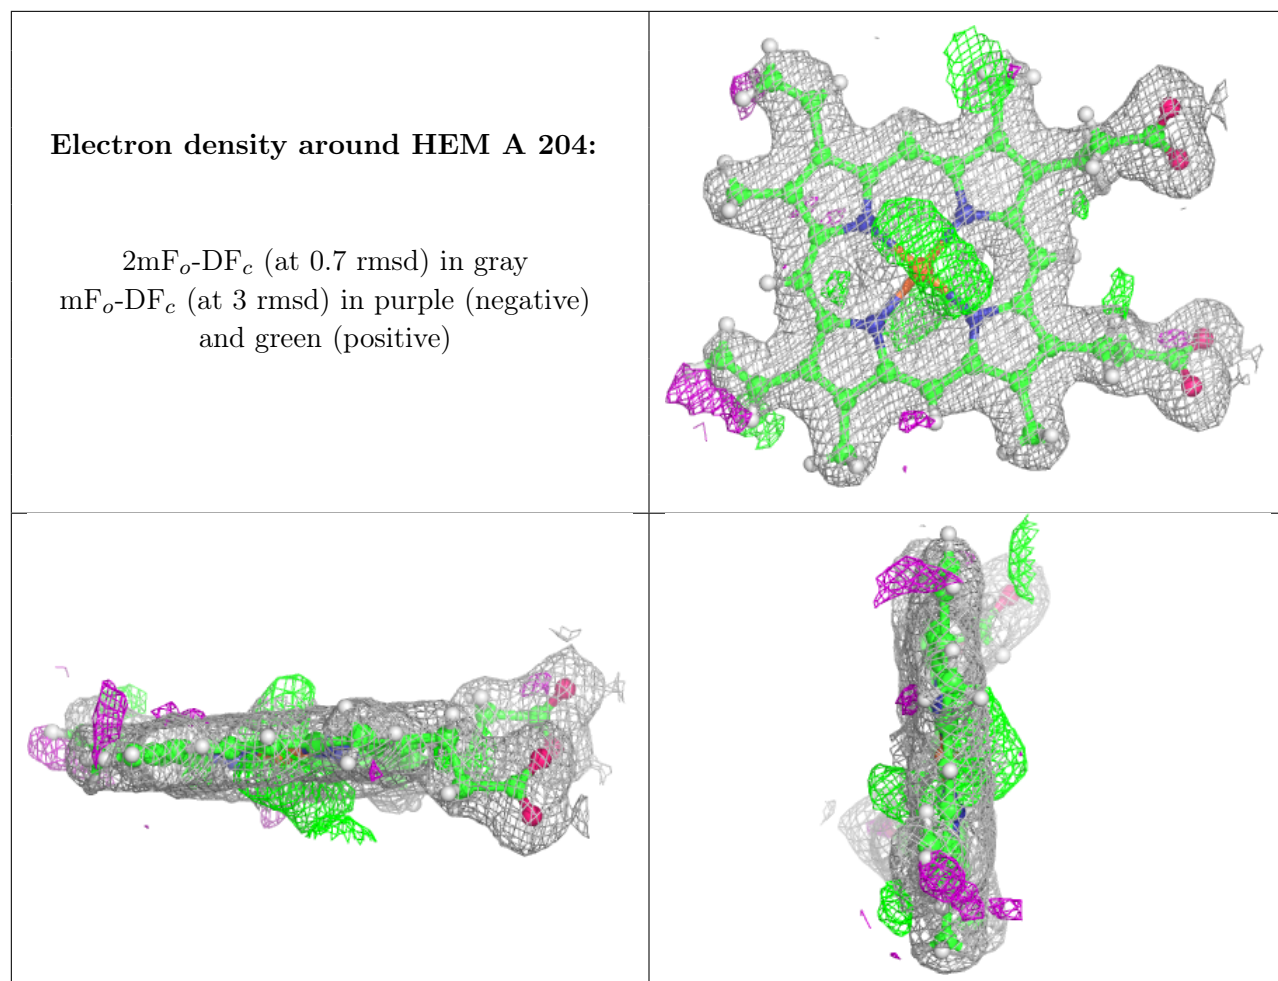 Electron density around HEM A 204:
2mFₒ-DF𝒸 (at 0.7 rmsd) in gray
mFₒ-DF𝒸 (at 3 rmsd) in purple (negative)
and green (positive)